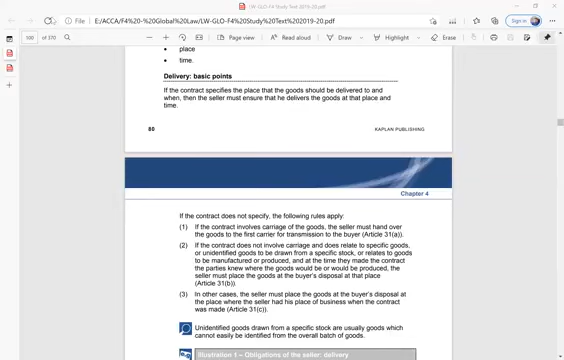 E:/ACCA/F4%20-%20Global%20Law/LW-GLO-F4%20Study%20Text%202019-20.pdf
Sign in
100 of 370
Page view
Read aloud
Draw
Highlight
Erase
• place
• time.
Delivery: basic points
If the contract specifies the place that the goods should be delivered to and
when, then the seller must ensure that he delivers the goods at that place and
time.
80
KAPLAN PUBLISHING
Chapter 4
If the contract does not specify, the following rules apply:
(1) If the contract involves carriage of the goods, the seller must hand over
the goods to the first carrier for transmission to the buyer (Article 31(a)).
(2) If the contract does not involve carriage and does relate to specific goods,
or unidentified goods to be drawn from a specific stock, or relates to goods
to be manufactured or produced, and at the time they made the contract
the parties knew where the goods would be or would be produced, the
seller must place the goods at the buyer's disposal at that place
(Article 31(b)).
(3) In other cases, the seller must place the goods at the buyer's disposal at
the place where the seller had his place of business when the contract
was made (Article 31(c)).
Unidentified goods drawn from a specific stock are usually goods which
cannot easily be identified from the overall batch of goods.
Illustration 1 – Obligations of the seller: delivery